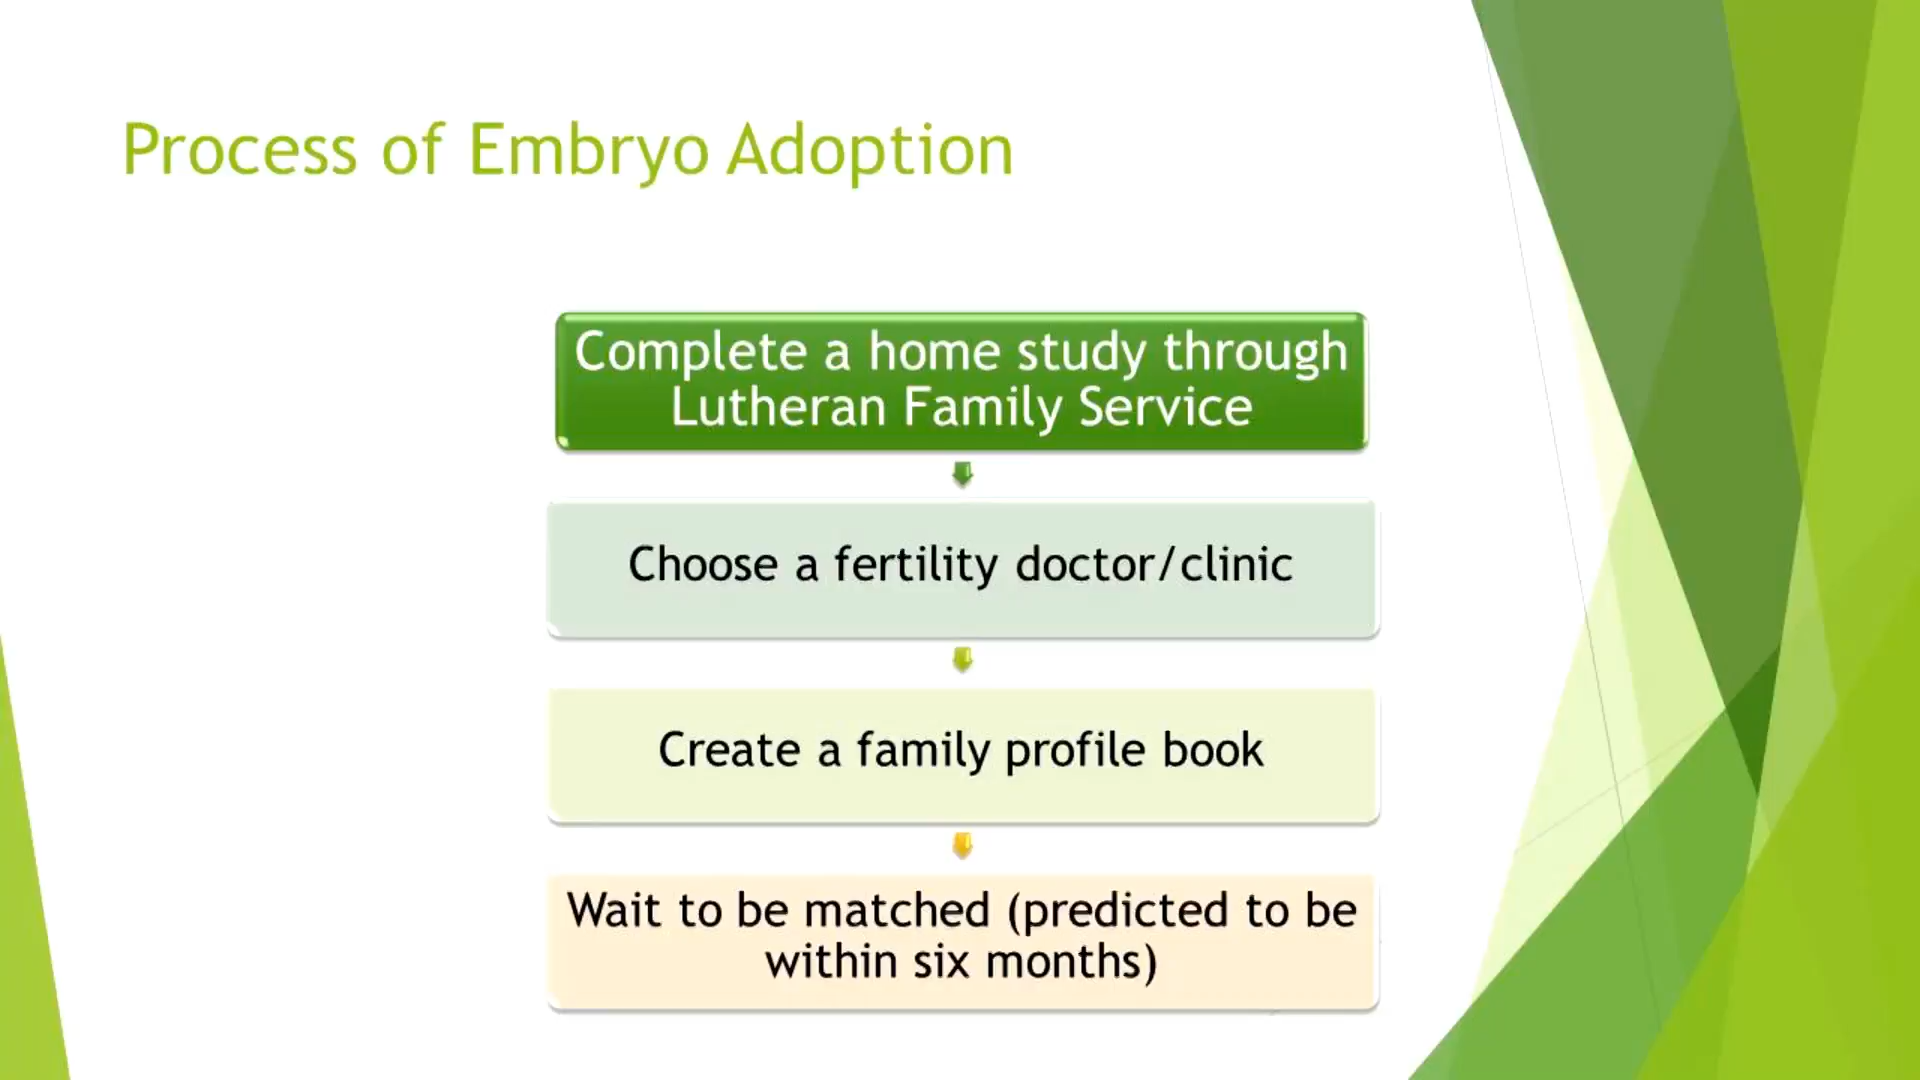 Process of Embryo Adoption
Complete a home study through
Lutheran Family Service
Choose a fertility doctor/clinic
Create a family profile book
Wait to be matched (predicted to be
within six months)